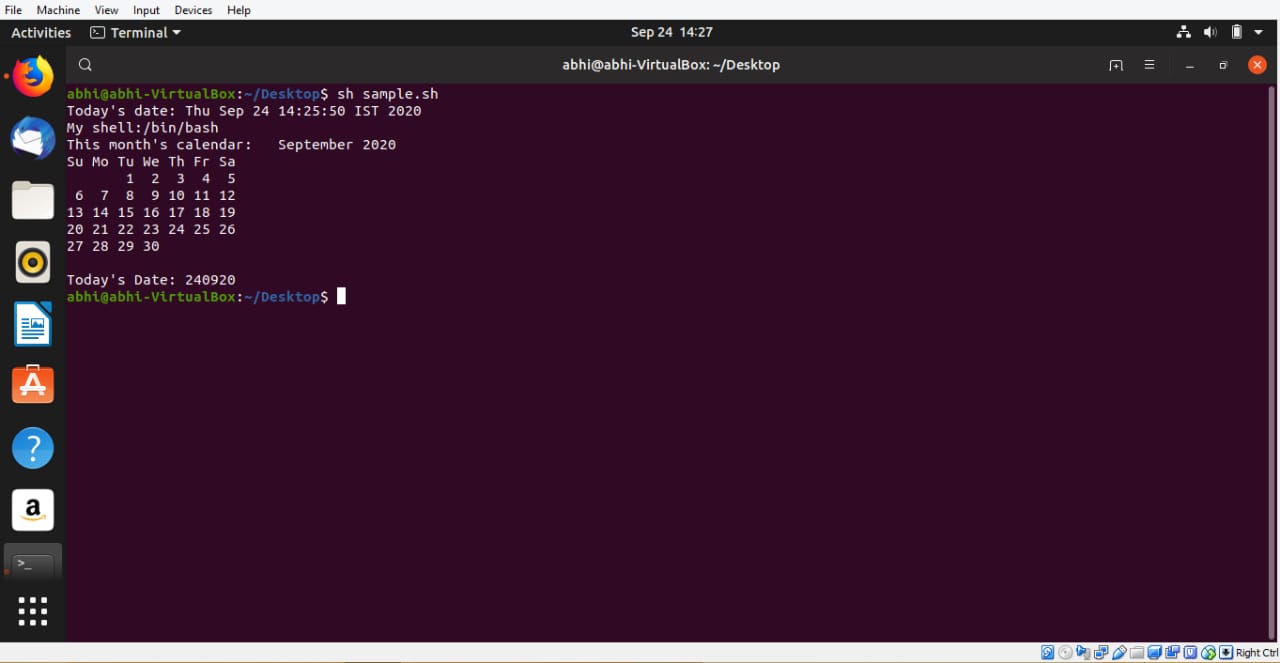 File Machine View Input Devices Help
Activities Terminal Sep 24 14:27
abhi@abhi-VirtualBox: ~/Desktop
abhi@abhi-VirtualBox:~/Desktop$ sh sample.sh
Today's date: Thu Sep 24 14:25:50 IST 2020
My shell:/bin/bash
This month's calendar:   September 2020
Su Mo Tu We Th Fr Sa
       1  2  3  4  5
 6  7  8  9 10 11 12
13 14 15 16 17 18 19
20 21 22 23 24 25 26
27 28 29 30
Today's Date: 240920
abhi@abhi-VirtualBox:~/Desktop$
?
a
>_
Right Ctrl